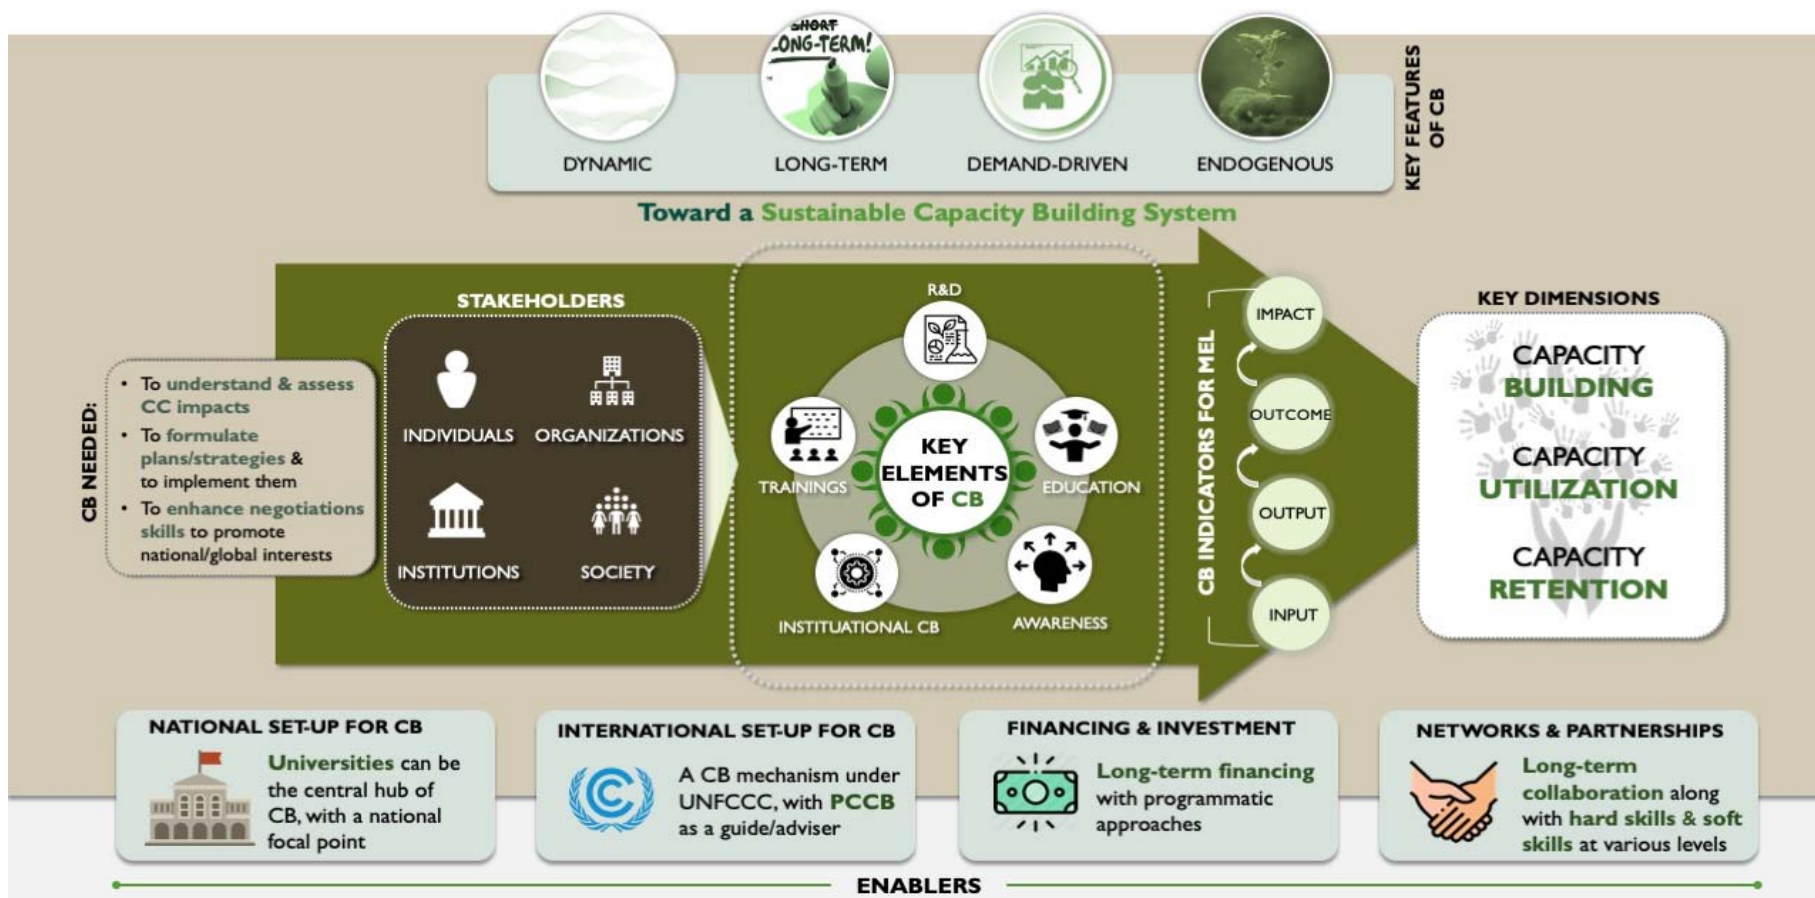 SHORT
LONG-TERM!
DYNAMIC
LONG-TERM
DEMAND-DRIVEN
ENDOGENOUS
KEY FEATURES
OF CB
Toward a Sustainable Capacity Building System
CB NEEDED:
• To understand & assess
CC impacts
• To formulate
plans/strategies &
to implement them
• To enhance negotiations
skills to promote
national/global interests
STAKEHOLDERS
INDIVIDUALS
ORGANIZATIONS
INSTITUTIONS
SOCIETY
R&D
TRAININGS
KEY
ELEMENTS
OF CB
EDUCATION
INSTITUATIONAL CB
AWARENESS
CB INDICATORS FOR MEL
IMPACT
OUTCOME
OUTPUT
INPUT
KEY DIMENSIONS
CAPACITY
BUILDING
CAPACITY
UTILIZATION
CAPACITY
RETENTION
NATIONAL SET-UP FOR CB
Universities can be
the central hub of
CB, with a national
focal point
INTERNATIONAL SET-UP FOR CB
A CB mechanism under
UNFCCC, with PCCB
as a guide/adviser
FINANCING & INVESTMENT
Long-term financing
with programmatic
approaches
NETWORKS & PARTNERSHIPS
Long-term
collaboration along
with hard skills & soft
skills at various levels
ENABLERS